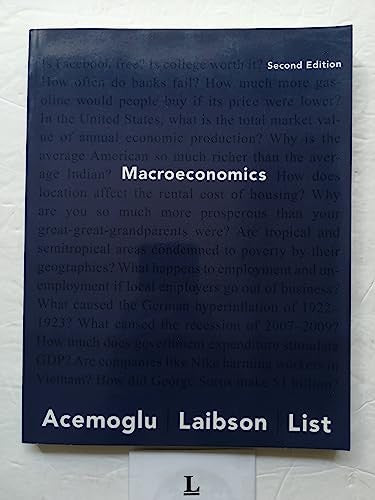 Is Facebook free? Is college worth it?
Second Edition
How often do banks fail? How much more gas-
oline would people buy if its price were lower?
In the United States, what is the total market val-
ue of annual economic production? Why is the
average American so much richer than the aver-
age Indian?
Macroeconomics
How does
location affect the rental cost of housing? Why
are you so much more prosperous than your
great-great-grandparents were? Are tropical and
semitropical areas condemned to poverty by their
geographies? What happens to employment and un-
employment if local employers go out of business?
What caused the German hyperinflation of 1922–
1923? What caused the recession of 2007–2009?
How much does government expenditure stimulate
GDP? Are companies like Nike harming workers in
Vietnam? How did George Soros make $1 billion?
Acemoglu | Laibson | List
L